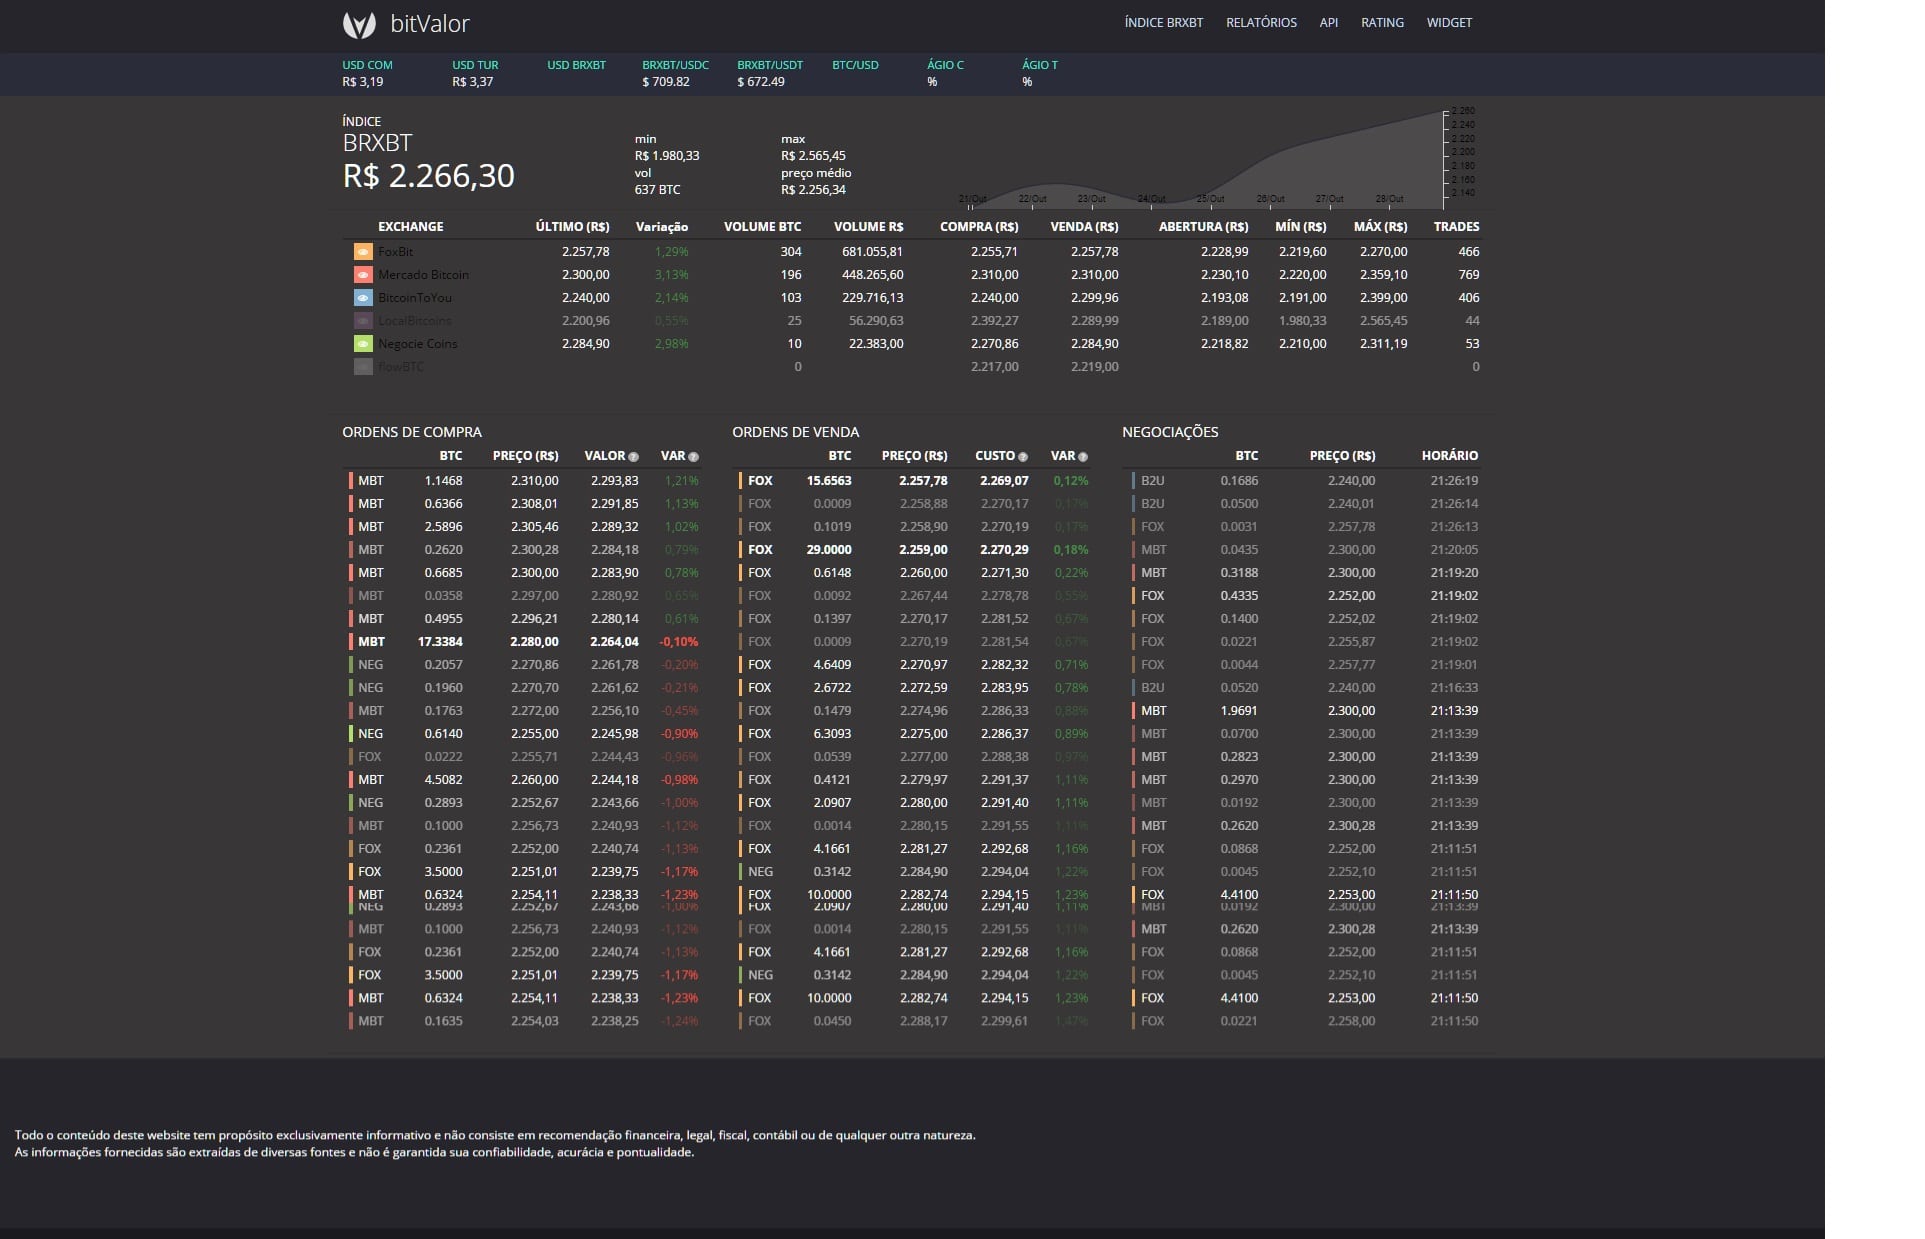 bitValor
ÍNDICE BRXBT RELATÓRIOS API RATING WIDGET
USD COM USD TUR USD BRXBT BRXBT/USDC BRXBT/USDT BTC/USD ÁGIO C ÁGIO T
R$ 3,19 R$ 3,37 $ 709.82 $ 672.49 % %
ÍNDICE
BRXBT
R$ 2.266,30
min max
R$ 1.980,33 R$ 2.565,45
vol preço médio
637 BTC R$ 2.256,34
2.260
2.240
2.220
2.200
2.180
2.160
2.140
21/Out 22/Out 23/Out 24/Out 25/Out 26/Out 27/Out 28/Out
EXCHANGE ÚLTIMO (R$) Variação VOLUME BTC VOLUME R$ COMPRA (R$) VENDA (R$) ABERTURA (R$) MÍN (R$) MÁX (R$) TRADES
FoxBit 2.257,78 1,29% 304 681.055,81 2.255,71 2.257,78 2.228,99 2.219,60 2.270,00 466
Mercado Bitcoin 2.300,00 3,13% 196 448.265,60 2.310,00 2.310,00 2.230,10 2.220,00 2.359,10 769
BitcoinToYou 2.240,00 2,14% 103 229.716,13 2.240,00 2.299,96 2.193,08 2.191,00 2.399,00 406
LocalBitcoins 2.200,96 0,55% 25 56.290,63 2.392,27 2.289,99 2.189,00 1.980,33 2.565,45 44
Negocie Coins 2.284,90 2,98% 10 22.383,00 2.270,86 2.284,90 2.218,82 2.210,00 2.311,19 53
flowBTC 0 2.217,00 2.219,00 0
ORDENS DE COMPRA
BTC PREÇO (R$) VALOR ? VAR ?
MBT 1.1468 2.310,00 2.293,83 1,21%
MBT 0.6366 2.308,01 2.291,85 1,13%
MBT 2.5896 2.305,46 2.289,32 1,02%
MBT 0.2620 2.300,28 2.284,18 0,79%
MBT 0.6685 2.300,00 2.283,90 0,78%
MBT 0.0358 2.297,00 2.280,92 0,65%
MBT 0.4955 2.296,21 2.280,14 0,61%
MBT 17.3384 2.280,00 2.264,04 -0,10%
NEG 0.2057 2.270,86 2.261,78 -0,20%
NEG 0.1960 2.270,70 2.261,62 -0,21%
MBT 0.1763 2.272,00 2.256,10 -0,45%
NEG 0.6140 2.255,00 2.245,98 -0,90%
FOX 0.0222 2.255,71 2.244,43 -0,96%
MBT 4.5082 2.260,00 2.244,18 -0,98%
NEG 0.2893 2.252,67 2.243,66 -1,00%
MBT 0.1000 2.256,73 2.240,93 -1,12%
FOX 0.2361 2.252,00 2.240,74 -1,13%
FOX 3.5000 2.251,01 2.239,75 -1,17%
MBT 0.6324 2.254,11 2.238,33 -1,23%
NEG 0.2893 2.252,67 2.243,66 -1,00%
MBT 0.1000 2.256,73 2.240,93 -1,12%
FOX 0.2361 2.252,00 2.240,74 -1,13%
FOX 3.5000 2.251,01 2.239,75 -1,17%
MBT 0.6324 2.254,11 2.238,33 -1,23%
MBT 0.1635 2.254,03 2.238,25 -1,24%
ORDENS DE VENDA
BTC PREÇO (R$) CUSTO ? VAR ?
FOX 15.6563 2.257,78 2.269,07 0,12%
FOX 0.0009 2.258,88 2.270,17 0,17%
FOX 0.1019 2.258,90 2.270,19 0,17%
FOX 29.0000 2.259,00 2.270,29 0,18%
FOX 0.6148 2.260,00 2.271,30 0,22%
FOX 0.0092 2.267,44 2.278,78 0,55%
FOX 0.1397 2.270,17 2.281,52 0,67%
FOX 0.0009 2.270,19 2.281,54 0,67%
FOX 4.6409 2.270,97 2.282,32 0,71%
FOX 2.6722 2.272,59 2.283,95 0,78%
FOX 0.1479 2.274,96 2.286,33 0,88%
FOX 6.3093 2.275,00 2.286,37 0,89%
FOX 0.0539 2.277,00 2.288,38 0,97%
FOX 0.4121 2.279,97 2.291,37 1,11%
FOX 2.0907 2.280,00 2.291,40 1,11%
FOX 0.0014 2.280,15 2.291,55 1,11%
FOX 4.1661 2.281,27 2.292,68 1,16%
NEG 0.3142 2.284,90 2.294,04 1,22%
FOX 10.0000 2.282,74 2.294,15 1,23%
FOX 2.0907 2.280,00 2.291,40 1,11%
FOX 0.0014 2.280,15 2.291,55 1,11%
FOX 4.1661 2.281,27 2.292,68 1,16%
NEG 0.3142 2.284,90 2.294,04 1,22%
FOX 10.0000 2.282,74 2.294,15 1,23%
FOX 0.0450 2.288,17 2.299,61 1,47%
NEGOCIAÇÕES
BTC PREÇO (R$) HORÁRIO
B2U 0.1686 2.240,00 21:26:19
B2U 0.0500 2.240,01 21:26:14
FOX 0.0031 2.257,78 21:26:13
MBT 0.0435 2.300,00 21:20:05
MBT 0.3188 2.300,00 21:19:20
FOX 0.4335 2.252,00 21:19:02
FOX 0.1400 2.252,02 21:19:02
FOX 0.0221 2.255,87 21:19:02
FOX 0.0044 2.257,77 21:19:01
B2U 0.0520 2.240,00 21:16:33
MBT 1.9691 2.300,00 21:13:39
MBT 0.0700 2.300,00 21:13:39
MBT 0.2823 2.300,00 21:13:39
MBT 0.2970 2.300,00 21:13:39
MBT 0.0192 2.300,00 21:13:39
MBT 0.2620 2.300,28 21:13:39
FOX 0.0868 2.252,00 21:11:51
FOX 0.0045 2.252,10 21:11:51
FOX 4.4100 2.253,00 21:11:50
MBT 0.0192 2.300,00 21:13:39
MBT 0.2620 2.300,28 21:13:39
FOX 0.0868 2.252,00 21:11:51
FOX 0.0045 2.252,10 21:11:51
FOX 4.4100 2.253,00 21:11:50
FOX 0.0221 2.258,00 21:11:50
Todo o conteúdo deste website tem propósito exclusivamente informativo e não consiste em recomendação financeira, legal, fiscal, contábil ou de qualquer outra natureza.
As informações fornecidas são extraídas de diversas fontes e não é garantida sua confiabilidade, acurácia e pontualidade.